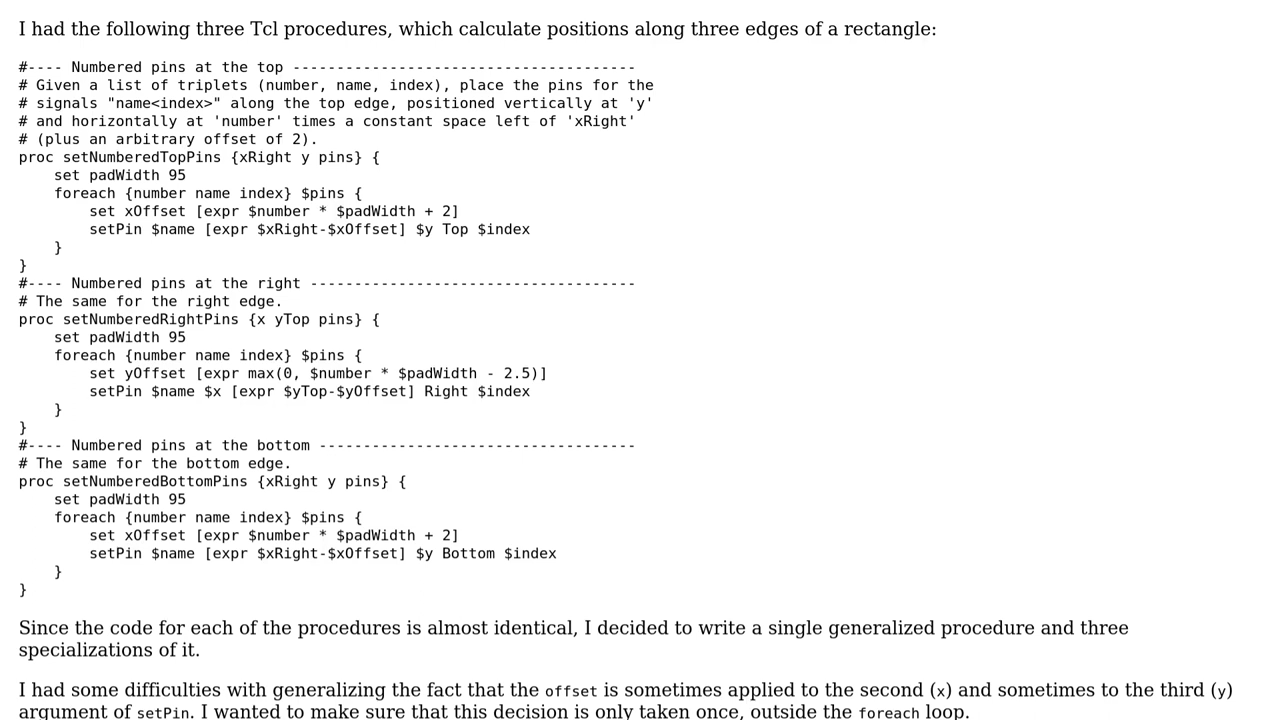 I had the following three Tcl procedures, which calculate positions along three edges of a rectangle:
#---- Numbered pins at the top ---------------------------------------
# Given a list of triplets (number, name, index), place the pins for the
# signals "name<index>" along the top edge, positioned vertically at 'y'
# and horizontally at 'number' times a constant space left of 'xRight'
# (plus an arbitrary offset of 2).
proc setNumberedTopPins {xRight y pins} {
    set padWidth 95
    foreach {number name index} $pins {
        set xOffset [expr $number * $padWidth + 2]
        setPin $name [expr $xRight-$xOffset] $y Top $index
    }
}
#---- Numbered pins at the right -------------------------------------
# The same for the right edge.
proc setNumberedRightPins {x yTop pins} {
    set padWidth 95
    foreach {number name index} $pins {
        set yOffset [expr max(0, $number * $padWidth - 2.5)]
        setPin $name $x [expr $yTop-$yOffset] Right $index
    }
}
#---- Numbered pins at the bottom ------------------------------------
# The same for the bottom edge.
proc setNumberedBottomPins {xRight y pins} {
    set padWidth 95
    foreach {number name index} $pins {
        set xOffset [expr $number * $padWidth + 2]
        setPin $name [expr $xRight-$xOffset] $y Bottom $index
    }
}
Since the code for each of the procedures is almost identical, I decided to write a single generalized procedure and three
specializations of it.
I had some difficulties with generalizing the fact that the offset is sometimes applied to the second (x) and sometimes to the third (y)
argument of setPin. I wanted to make sure that this decision is only taken once, outside the foreach loop.